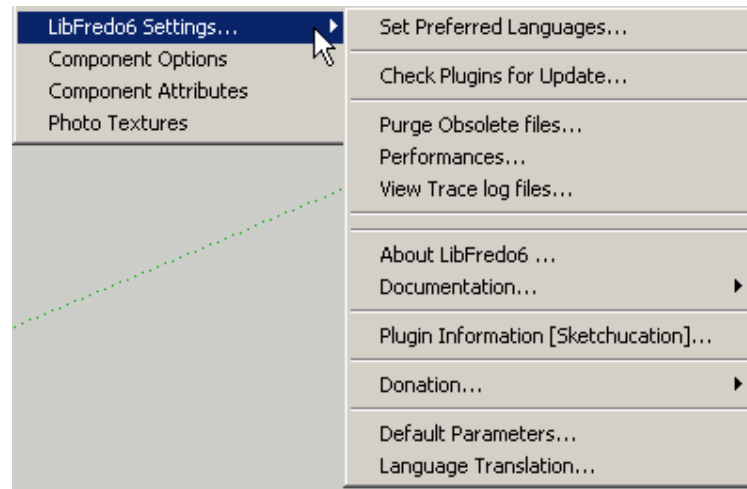 LibFredo6 Settings...
Component Options
Component Attributes
Photo Textures
Set Preferred Languages...
Check Plugins for Update...
Purge Obsolete files...
Performances...
View Trace log files...
About LibFredo6 ...
Documentation...
Plugin Information [Sketchucation]...
Donation...
Default Parameters...
Language Translation...